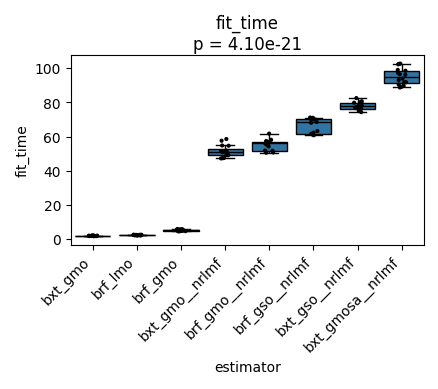 fit_time
p = 4.10e-21
100
80
60
40
20
0
fit_time
bxt_gmo
brf_lmo
brf_gmo
bxt_gmo__nrlmf
brf_gmo__nrlmf
brf_gso__nrlmf
bxt_gso__nrlmf
bxt_gmosa__nrlmf
estimator